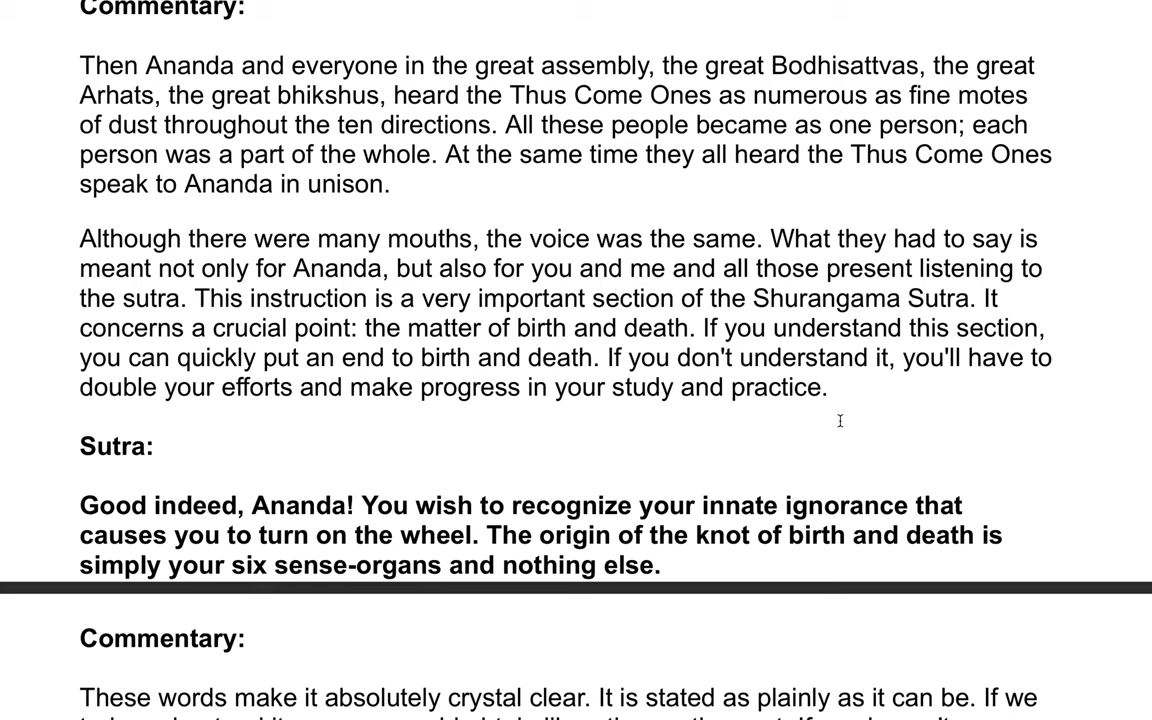 Commentary:
Then Ananda and everyone in the great assembly, the great Bodhisattvas, the great
Arhats, the great bhikshus, heard the Thus Come Ones as numerous as fine motes
of dust throughout the ten directions. All these people became as one person; each
person was a part of the whole. At the same time they all heard the Thus Come Ones
speak to Ananda in unison.
Although there were many mouths, the voice was the same. What they had to say is
meant not only for Ananda, but also for you and me and all those present listening to
the sutra. This instruction is a very important section of the Shurangama Sutra. It
concerns a crucial point: the matter of birth and death. If you understand this section,
you can quickly put an end to birth and death. If you don't understand it, you'll have to
double your efforts and make progress in your study and practice.
Sutra:
Good indeed, Ananda! You wish to recognize your innate ignorance that
causes you to turn on the wheel. The origin of the knot of birth and death is
simply your six sense-organs and nothing else.
Commentary:
These words make it absolutely crystal clear. It is stated as plainly as it can be. If we